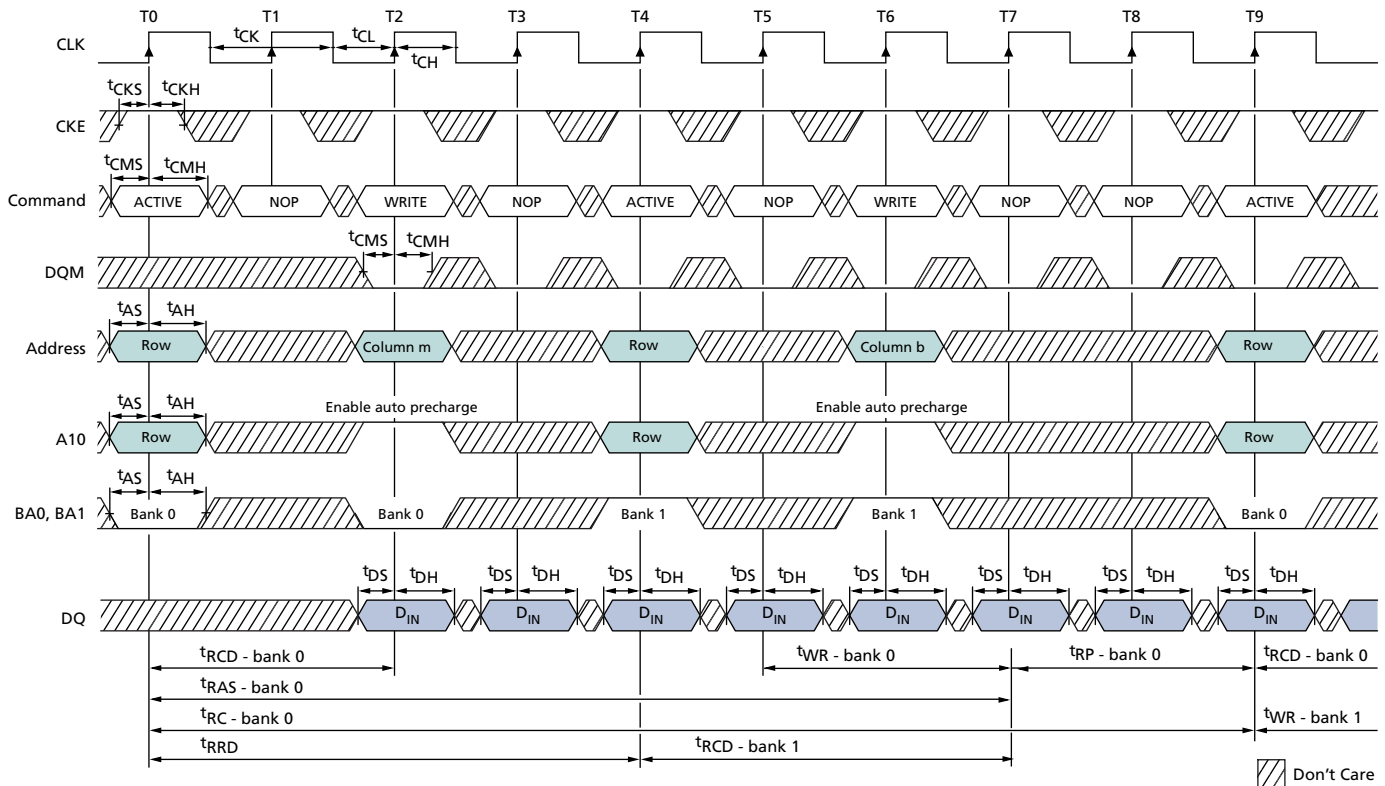 T0 T1 T2 T3 T4 T5 T6 T7 T8 T9
CLK tCK tCL tCH
tCKS tCKH
CKE
tCMS tCMH
Command ACTIVE NOP WRITE NOP ACTIVE NOP WRITE NOP NOP ACTIVE
tCMS tCMH
DQM
tAS tAH
Address Row Column m Row Column b Row
tAS tAH Enable auto precharge Enable auto precharge
A10 Row Row Row
tAS tAH
BA0, BA1 Bank 0 Bank 0 Bank 1 Bank 1 Bank 0
tDS tDH tDS tDH tDS tDH tDS tDH tDS tDH tDS tDH tDS tDH tDS tDH
DQ DIN DIN DIN DIN DIN DIN DIN DIN
tRCD - bank 0 tWR - bank 0 tRP - bank 0 tRCD - bank 0
tRAS - bank 0
tRC - bank 0 tWR - bank 1
tRRD tRCD - bank 1
Don't Care